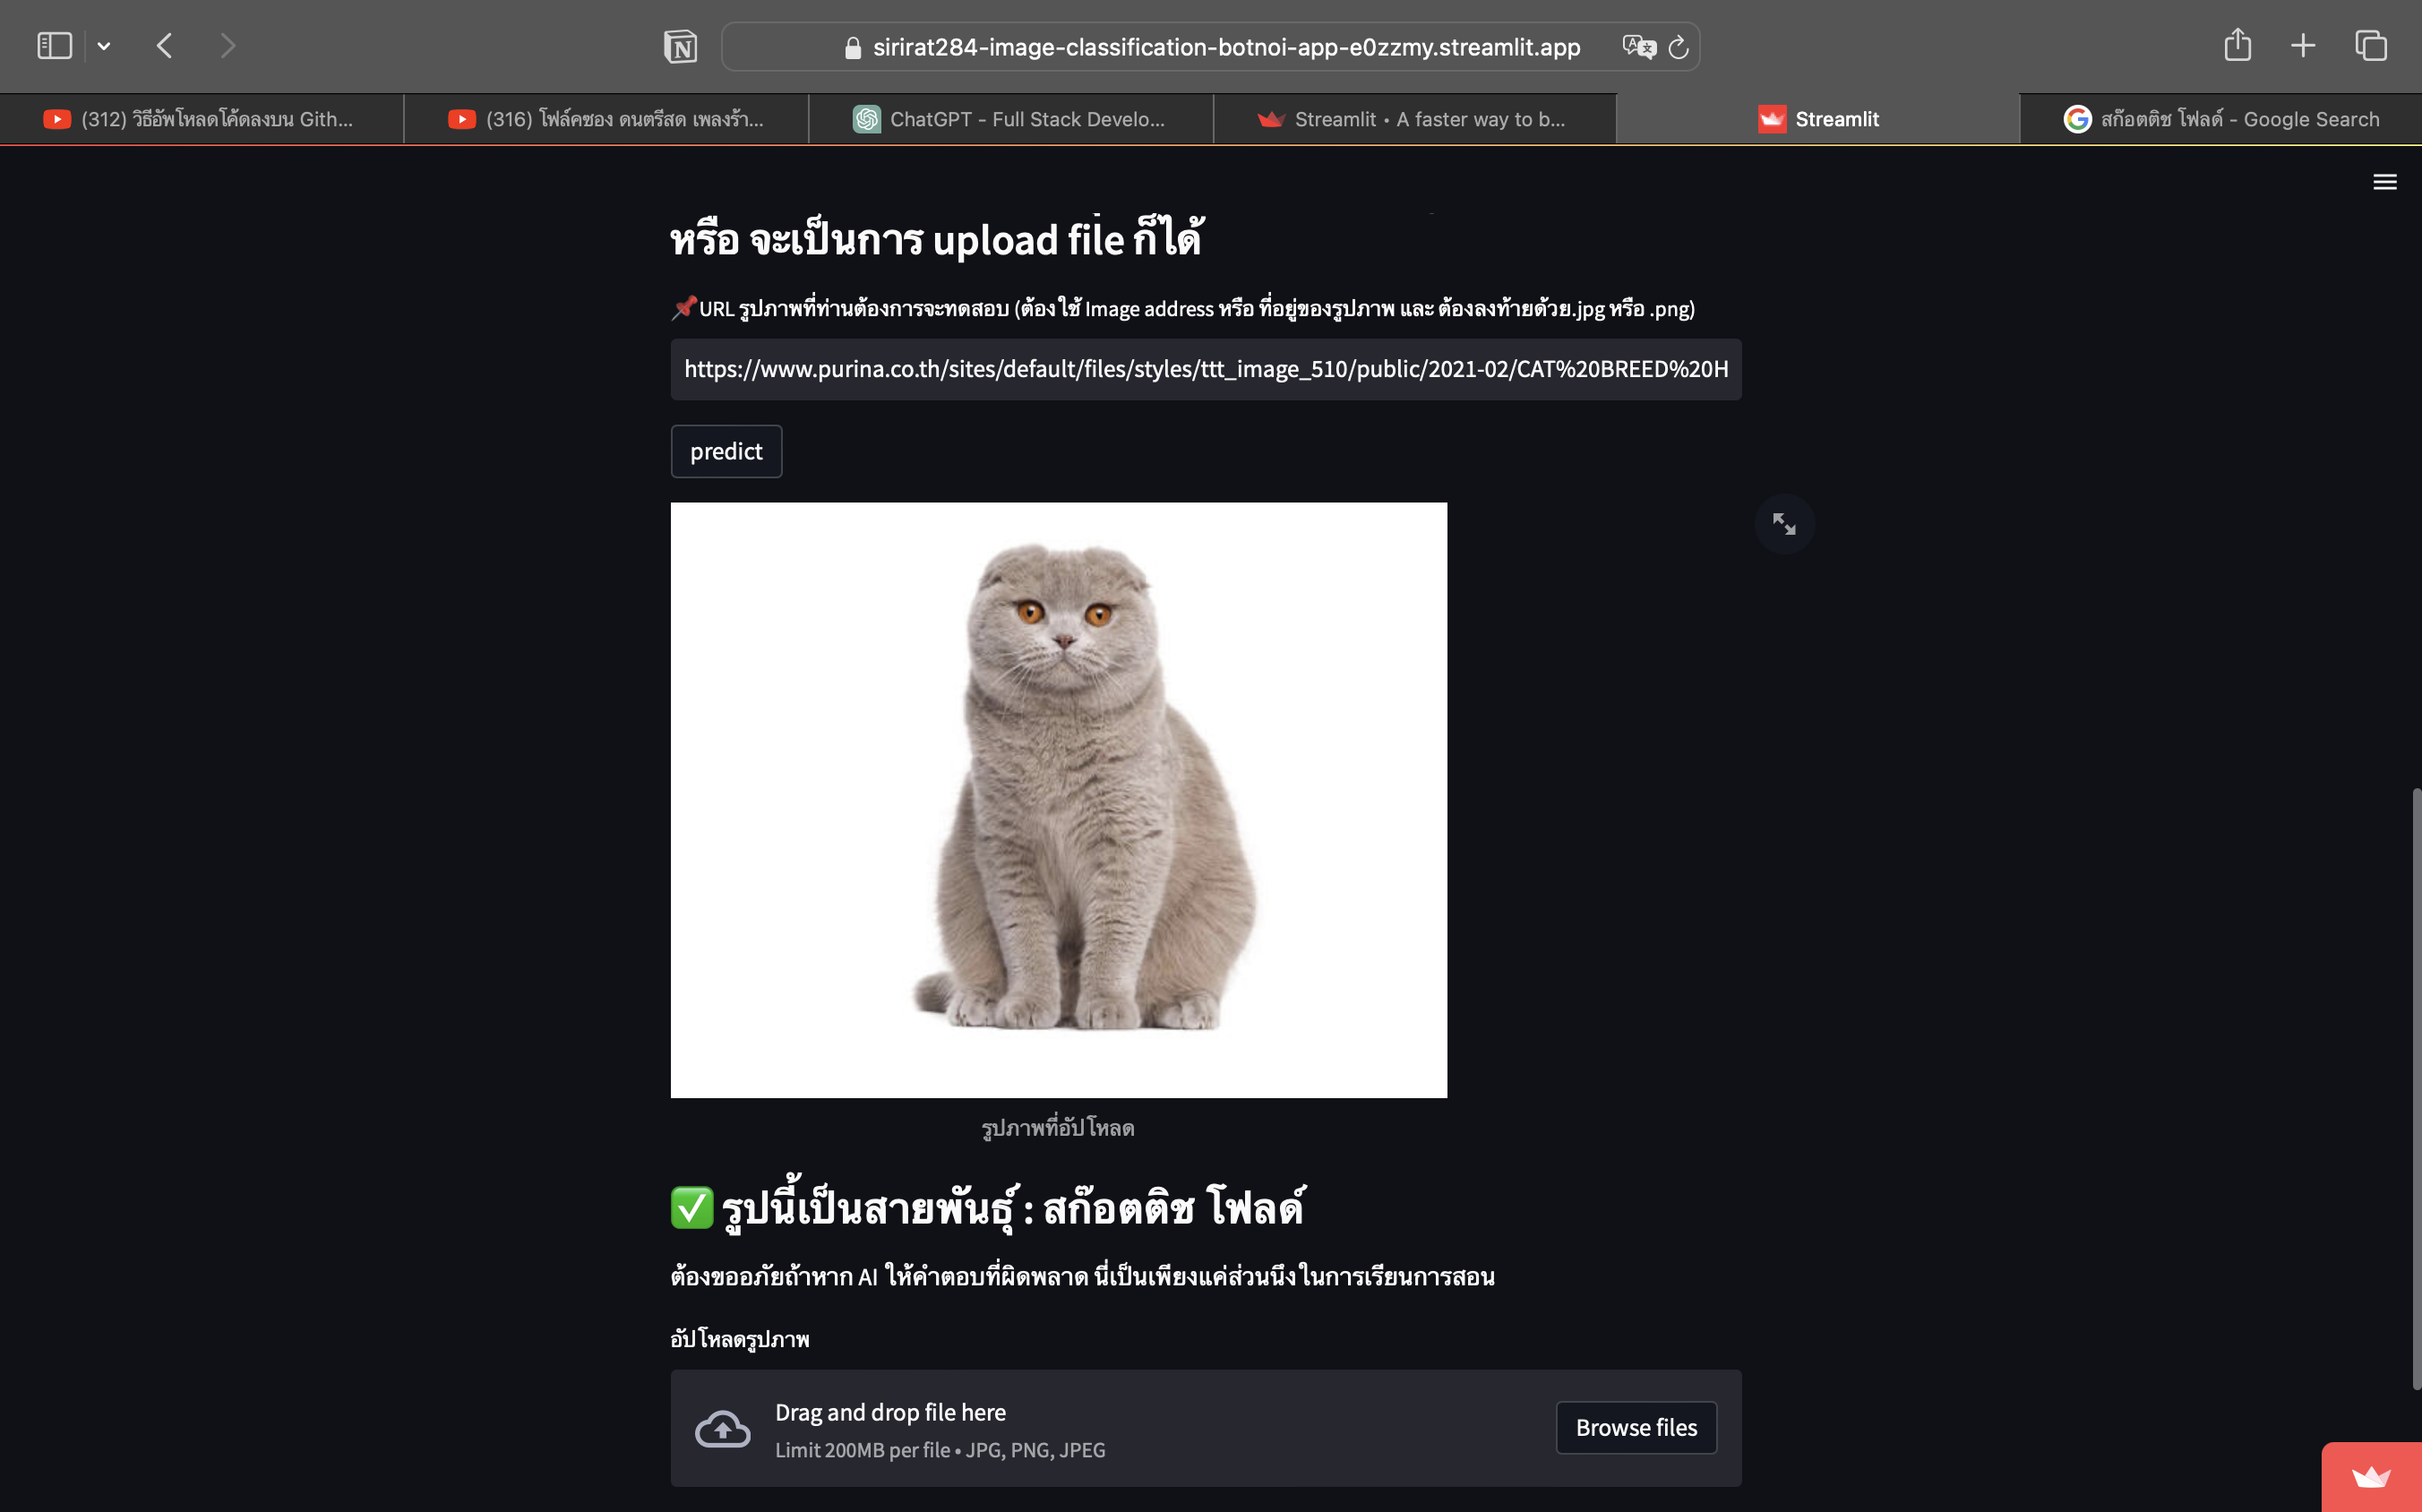 sirirat284-image-classification-botnoi-app-e0zzmy.streamlit.app
(312) วิธีอัพโหลดโค้ดลงบน Gith...
(316) โฟล์คซอง ดนตรีสด เพลงร้า...
ChatGPT - Full Stack Develo...
Streamlit • A faster way to b...
Streamlit
สก๊อตติช โฟลด์ - Google Search
หรือ จะเป็นการ upload file ก็ได้
📌URL รูปภาพที่ท่านต้องการจะทดสอบ (ต้องใช้ Image address หรือ ที่อยู่ของรูปภาพ และ ต้องลงท้ายด้วย.jpg หรือ .png)
https://www.purina.co.th/sites/default/files/styles/ttt_image_510/public/2021-02/CAT%20BREED%20H
predict
รูปภาพที่อัปโหลด
✅ รูปนี้เป็นสายพันธุ์ : สก๊อตติช โฟลด์
ต้องขออภัยถ้าหาก AI ให้คำตอบที่ผิดพลาด นี่เป็นเพียงแค่ส่วนนึงในการเรียนการสอน
อัปโหลดรูปภาพ
Drag and drop file here
Limit 200MB per file • JPG, PNG, JPEG
Browse files